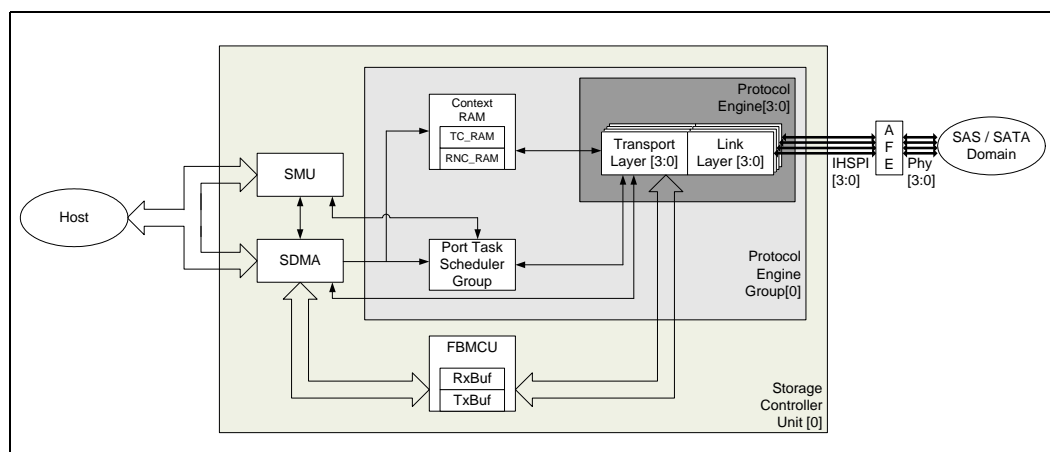 Host
SMU
SDMA
Context
RAM
TC_RAM
RNC_RAM
Port Task
Scheduler
Group
FBMCU
RxBuf
TxBuf
Protocol
Engine[3:0]
Transport
Layer [3:0]
Link
Layer [3:0]
Protocol
Engine
Group[0]
Storage
Controller
Unit [0]
IHSPI
[3:0]
A
F
E
Phy
[3:0]
SAS / SATA
Domain